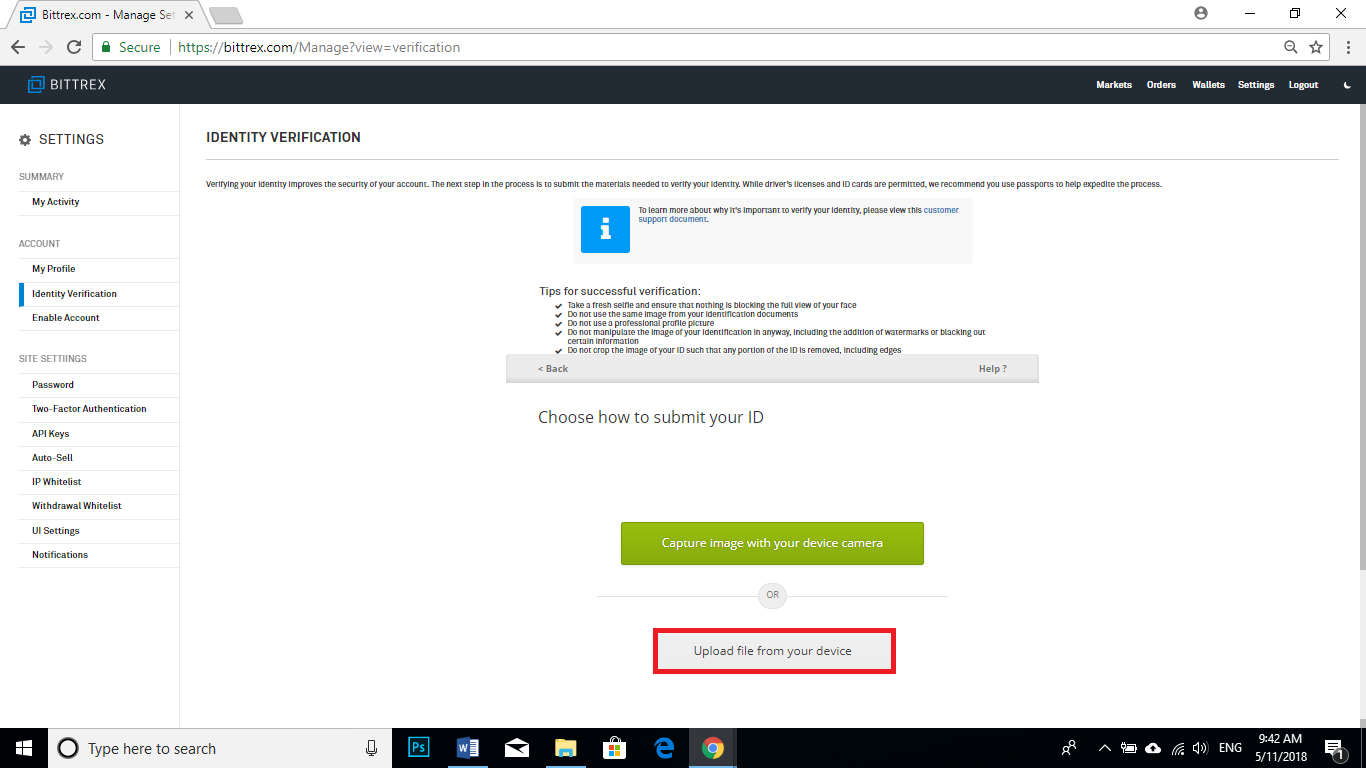 Bittrex.com - Manage Set
Secure https://bittrex.com/Manage?view=verification
BITTREX
Markets Orders Wallets Settings Logout
SETTINGS
SUMMARY
My Activity
ACCOUNT
My Profile
Identity Verification
Enable Account
SITE SETTINGS
Password
Two-Factor Authentication
API Keys
Auto-Sell
IP Whitelist
Withdrawal Whitelist
UI Settings
Notifications
IDENTITY VERIFICATION
Verifying your identity improves the security of your account. The next step in the process is to submit the materials needed to verify your identity. While driver's licenses and ID cards are permitted, we recommend you use passports to help expedite the process.
i
To learn more about why it's important to verify your identity, please view this customer
support document.
Tips for successful verification:
Take a fresh selfie and ensure that nothing is blocking the full view of your face
Do not use the same image from your identification documents
Do not use a professional profile picture
Do not manipulate the image of your identification in anyway, including the addition of watermarks or blacking out
certain information
Do not crop the image of your ID such that any portion of the ID is removed, including edges
< Back Help ?
Choose how to submit your ID
Capture image with your device camera
OR
Upload file from your device
Type here to search
Ps
W
ENG
9:42 AM
5/11/2018
1